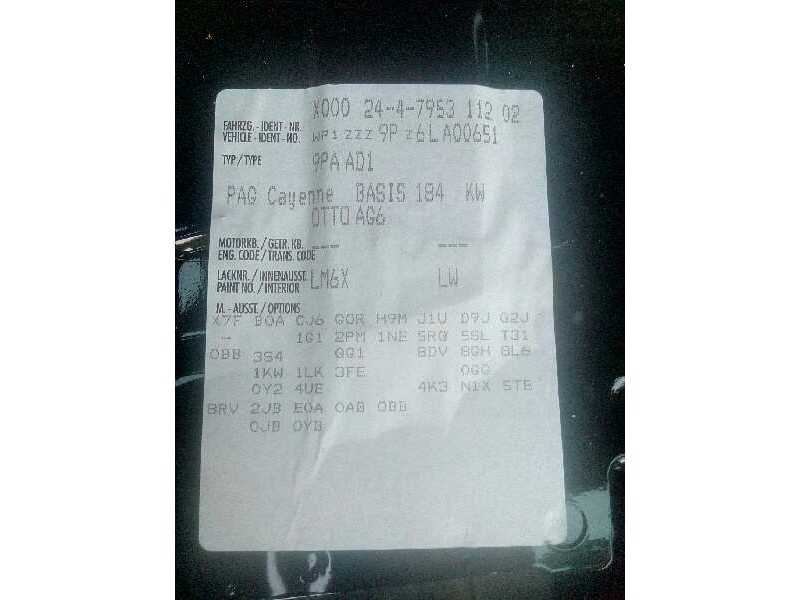 X000 24-4-7953 112 02
FAHRZG.-IDENT-NR.
VEHICLE-IDENT-NO. WP1ZZZ9PZ6LA00651
TYP/TYPE 9PA AD1
PAG Cayenne BASIS 184 KW
OTTO AG6
MOTORKB./GETR.KB. ---- ----
ENG. CODE/TRANS. CODE
LACKNR./INNENAUSST. LM6X LW
PAINT NO./INTERIOR
M.-AUSST./OPTIONS
X7F B0A CJ6 G0R H9M J1U D9J G2J
-- 1G1 2PM 1NE 5RQ 5SL T31
0BB 3S4 QG1 8DV 8GH 8L6
1KW 1LK 3FE 0GG
0Y2 4UE 4K3 N1X 5TE
8RV 2JB E0A 0AB 0BB
0JB 0YB